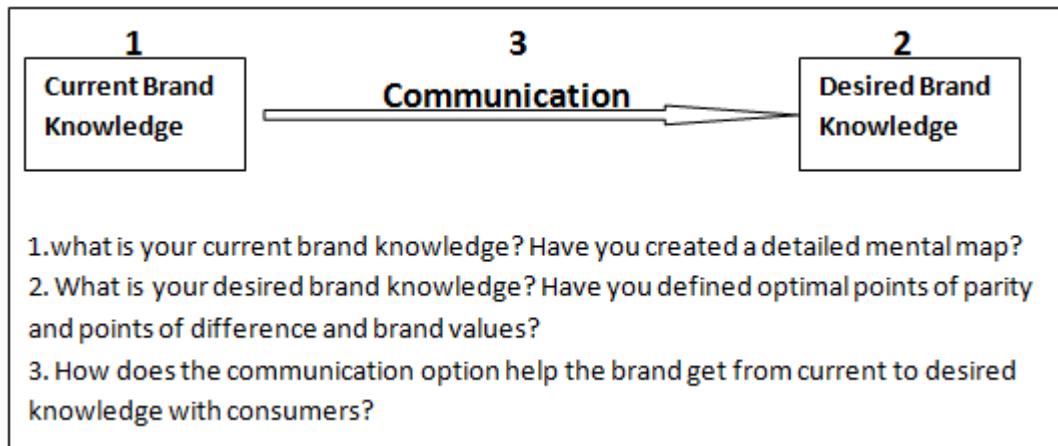 1
3
2
Current Brand
Knowledge
Communication
Desired Brand
Knowledge
1.what is your current brand knowledge? Have you created a detailed mental map?
2. What is your desired brand knowledge? Have you defined optimal points of parity
and points of difference and brand values?
3. How does the communication option help the brand get from current to desired
knowledge with consumers?